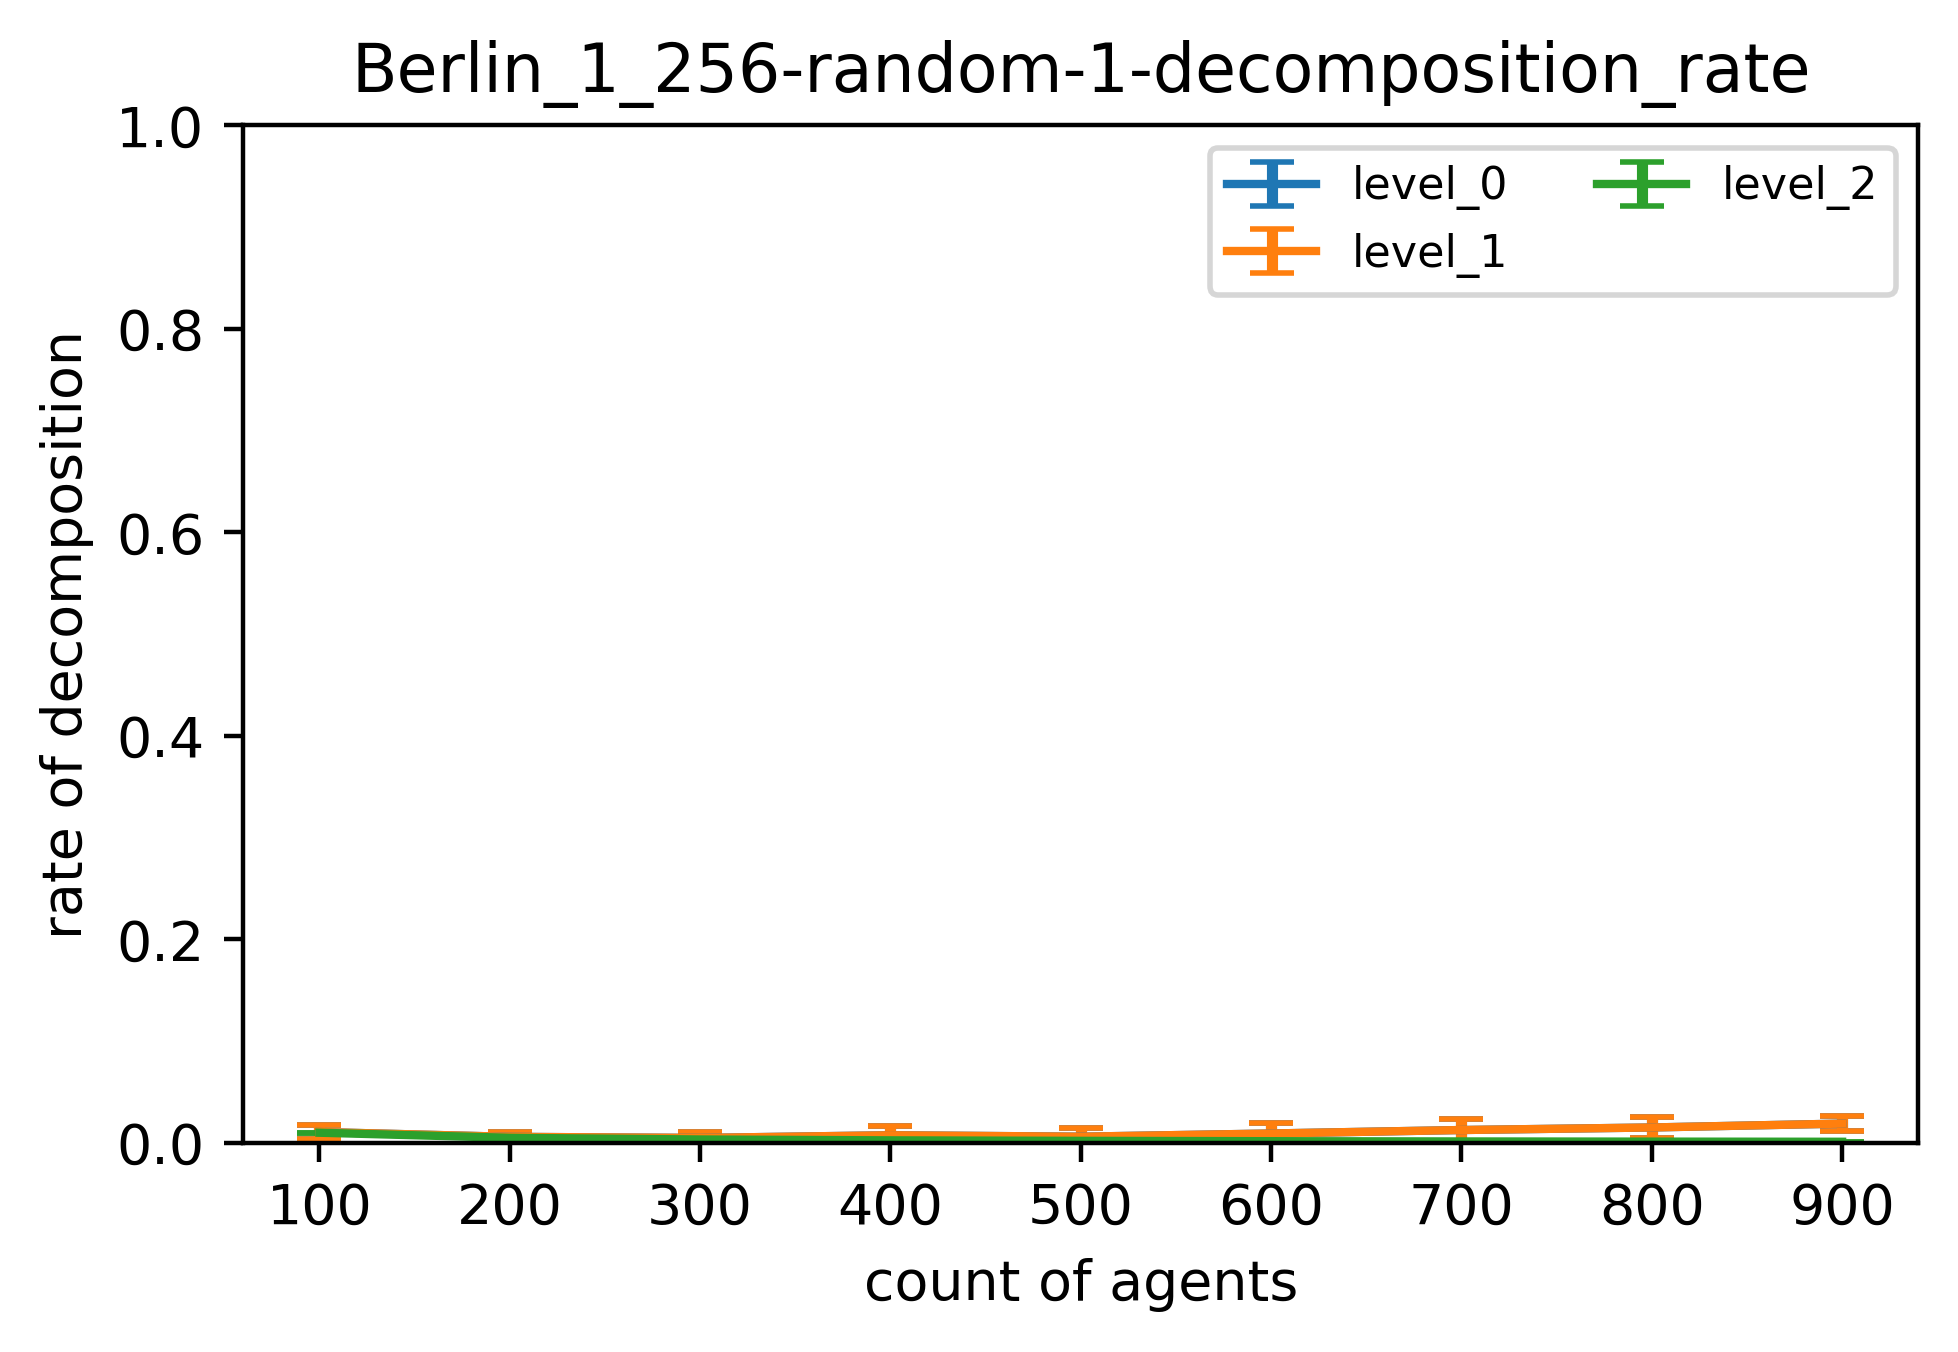 Berlin_1_256-random-1-decomposition_rate
1.0
0.8
0.6
0.4
0.2
0.0
rate of decomposition
level_0
level_1
level_2
100 200 300 400 500 600 700 800 900
count of agents